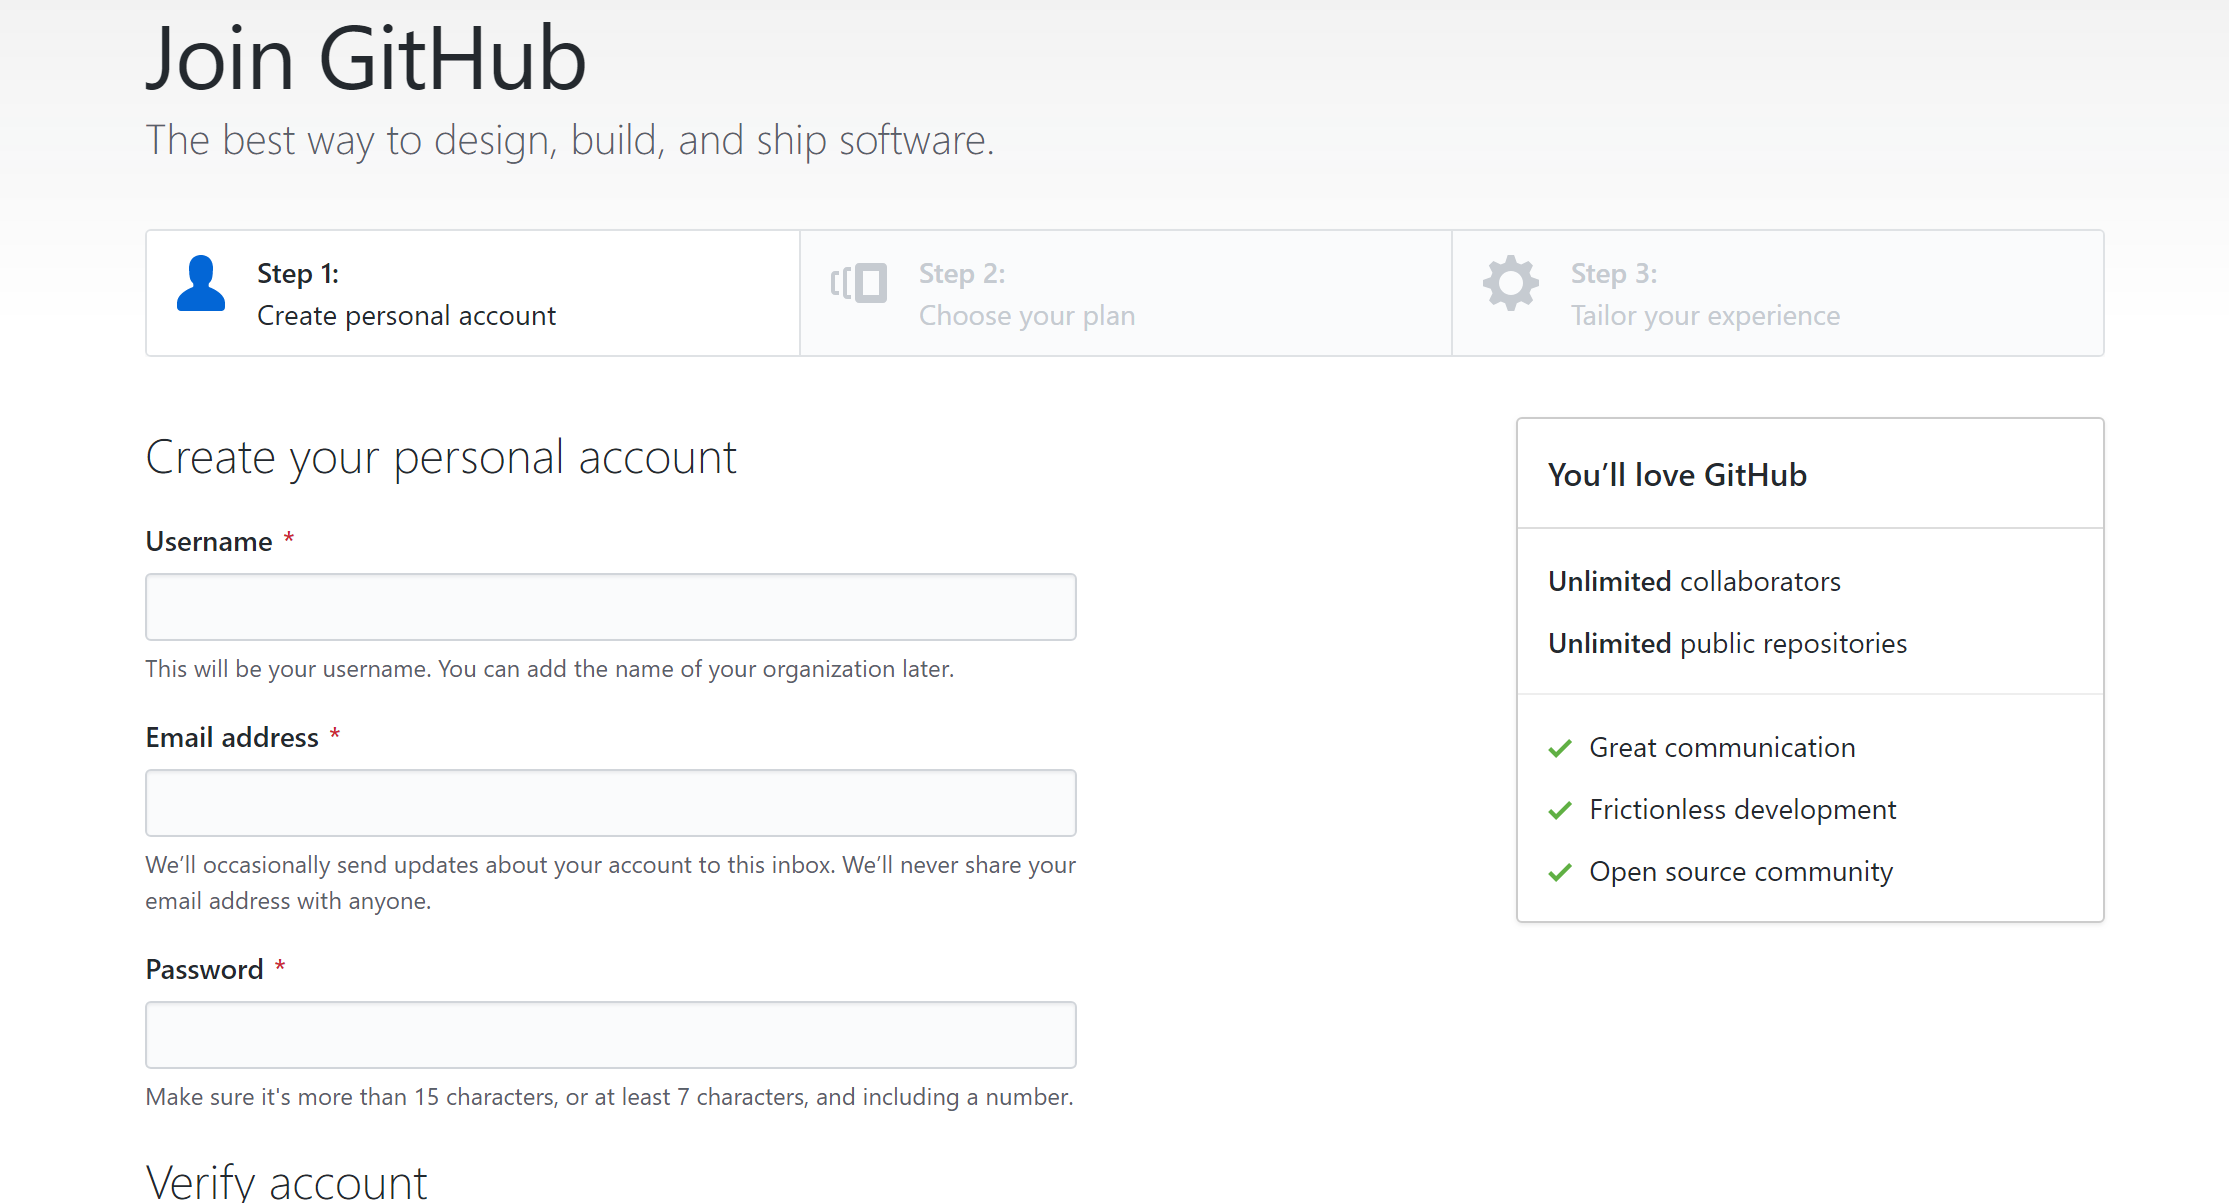 Join GitHub
The best way to design, build, and ship software.
Step 1:
Create personal account
Step 2:
Choose your plan
Step 3:
Tailor your experience
Create your personal account
Username *
This will be your username. You can add the name of your organization later.
Email address *
We’ll occasionally send updates about your account to this inbox. We’ll never share your
email address with anyone.
Password *
Make sure it's more than 15 characters, or at least 7 characters, and including a number.
Verify account
You’ll love GitHub
Unlimited collaborators
Unlimited public repositories
Great communication
Frictionless development
Open source community